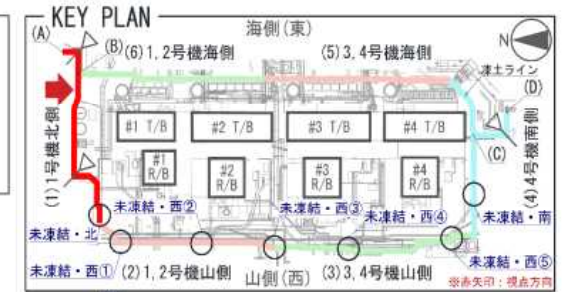 KEY PLAN
海側(東)
N
(A)
(B)
(6)1,2号機海側
(5)3,4号機海側
凍土ライン
(D)
(1)1号機北側
#1 T/B
#2 T/B
#3 T/B
#4 T/B
(C)
(4)4号機南側
#1
R/B
#2
R/B
#3
R/B
#4
R/B
未凍結・西②
未凍結・西③
未凍結・西④
未凍結・南
未凍結・北
未凍結・西①
(2)1,2号機山側
山側(西)
(3)3,4号機山側
未凍結・西⑤
※赤矢印:視点方向